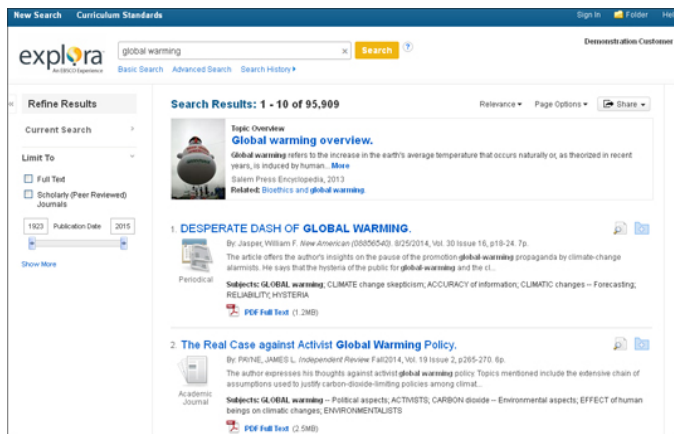 New Search Curriculum Standards Sign In Folder Hel
Demonstration Customer
explora
An EBSCO Experience
global warming × Search ?
Basic Search Advanced Search Search History
Refine Results
Current Search
Limit To
Full Text
Scholarly (Peer Reviewed) Journals
1923 Publication Date 2015
Show More
Search Results: 1 - 10 of 95,909 Relevance Page Options Share
Topic Overview
Global warming overview.
Global warming refers to the increase in the earth's average temperature that occurs naturally or, as theorized in recent
years, is induced by human... More
Salem Press Encyclopedia, 2013
Related: Bioethics and global warming.
1. DESPERATE DASH OF GLOBAL WARMING.
By: Jasper, William F. New American (08856540). 8/25/2014, Vol. 30 Issue 16, p18-24. 7p.
The article offers the author's insights on the pause of the promotion global-warming propaganda by climate-change
alarmists. He says that the hysteria of the public for global-warming and the cl...
Periodical
Subjects: GLOBAL warming; CLIMATE change skepticism; ACCURACY of information; CLIMATIC changes -- Forecasting;
RELIABILITY; HYSTERIA
PDF Full Text (1.2MB)
2. The Real Case against Activist Global Warming Policy.
By: PAYNE, JAMES L. Independent Review. Fall2014, Vol. 19 Issue 2, p265-270. 6p.
The author expresses his thoughts against activist global warming policy. Topics mentioned include the extensive chain of
assumptions used to justify carbon-dioxide-limiting policies among climat...
Academic
Journal
Subjects: GLOBAL warming -- Political aspects; ACTIVISTS; CARBON dioxide -- Environmental aspects; EFFECT of human
beings on climatic changes; ENVIRONMENTALISTS
PDF Full Text (2.5MB)